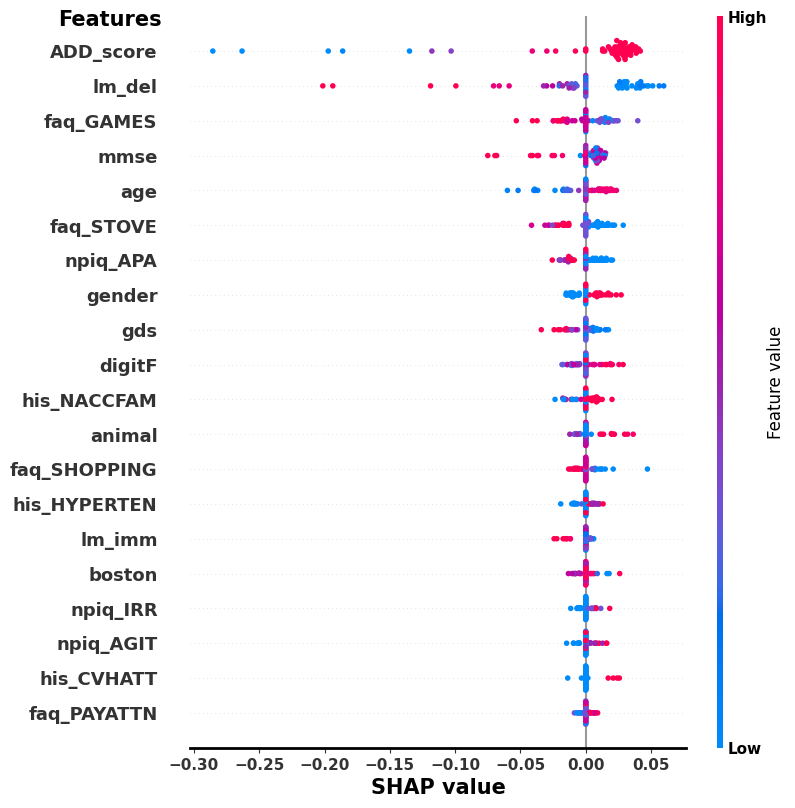 Features
High
ADD_score
lm_del
faq_GAMES
mmse
age
faq_STOVE
npiq_APA
gender
gds
digitF
his_NACCFAM
animal
faq_SHOPPING
his_HYPERTEN
lm_imm
boston
npiq_IRR
npiq_AGIT
his_CVHATT
faq_PAYATTN
Feature value
Low
−0.30 −0.25 −0.20 −0.15 −0.10 −0.05 0.00 0.05
SHAP value